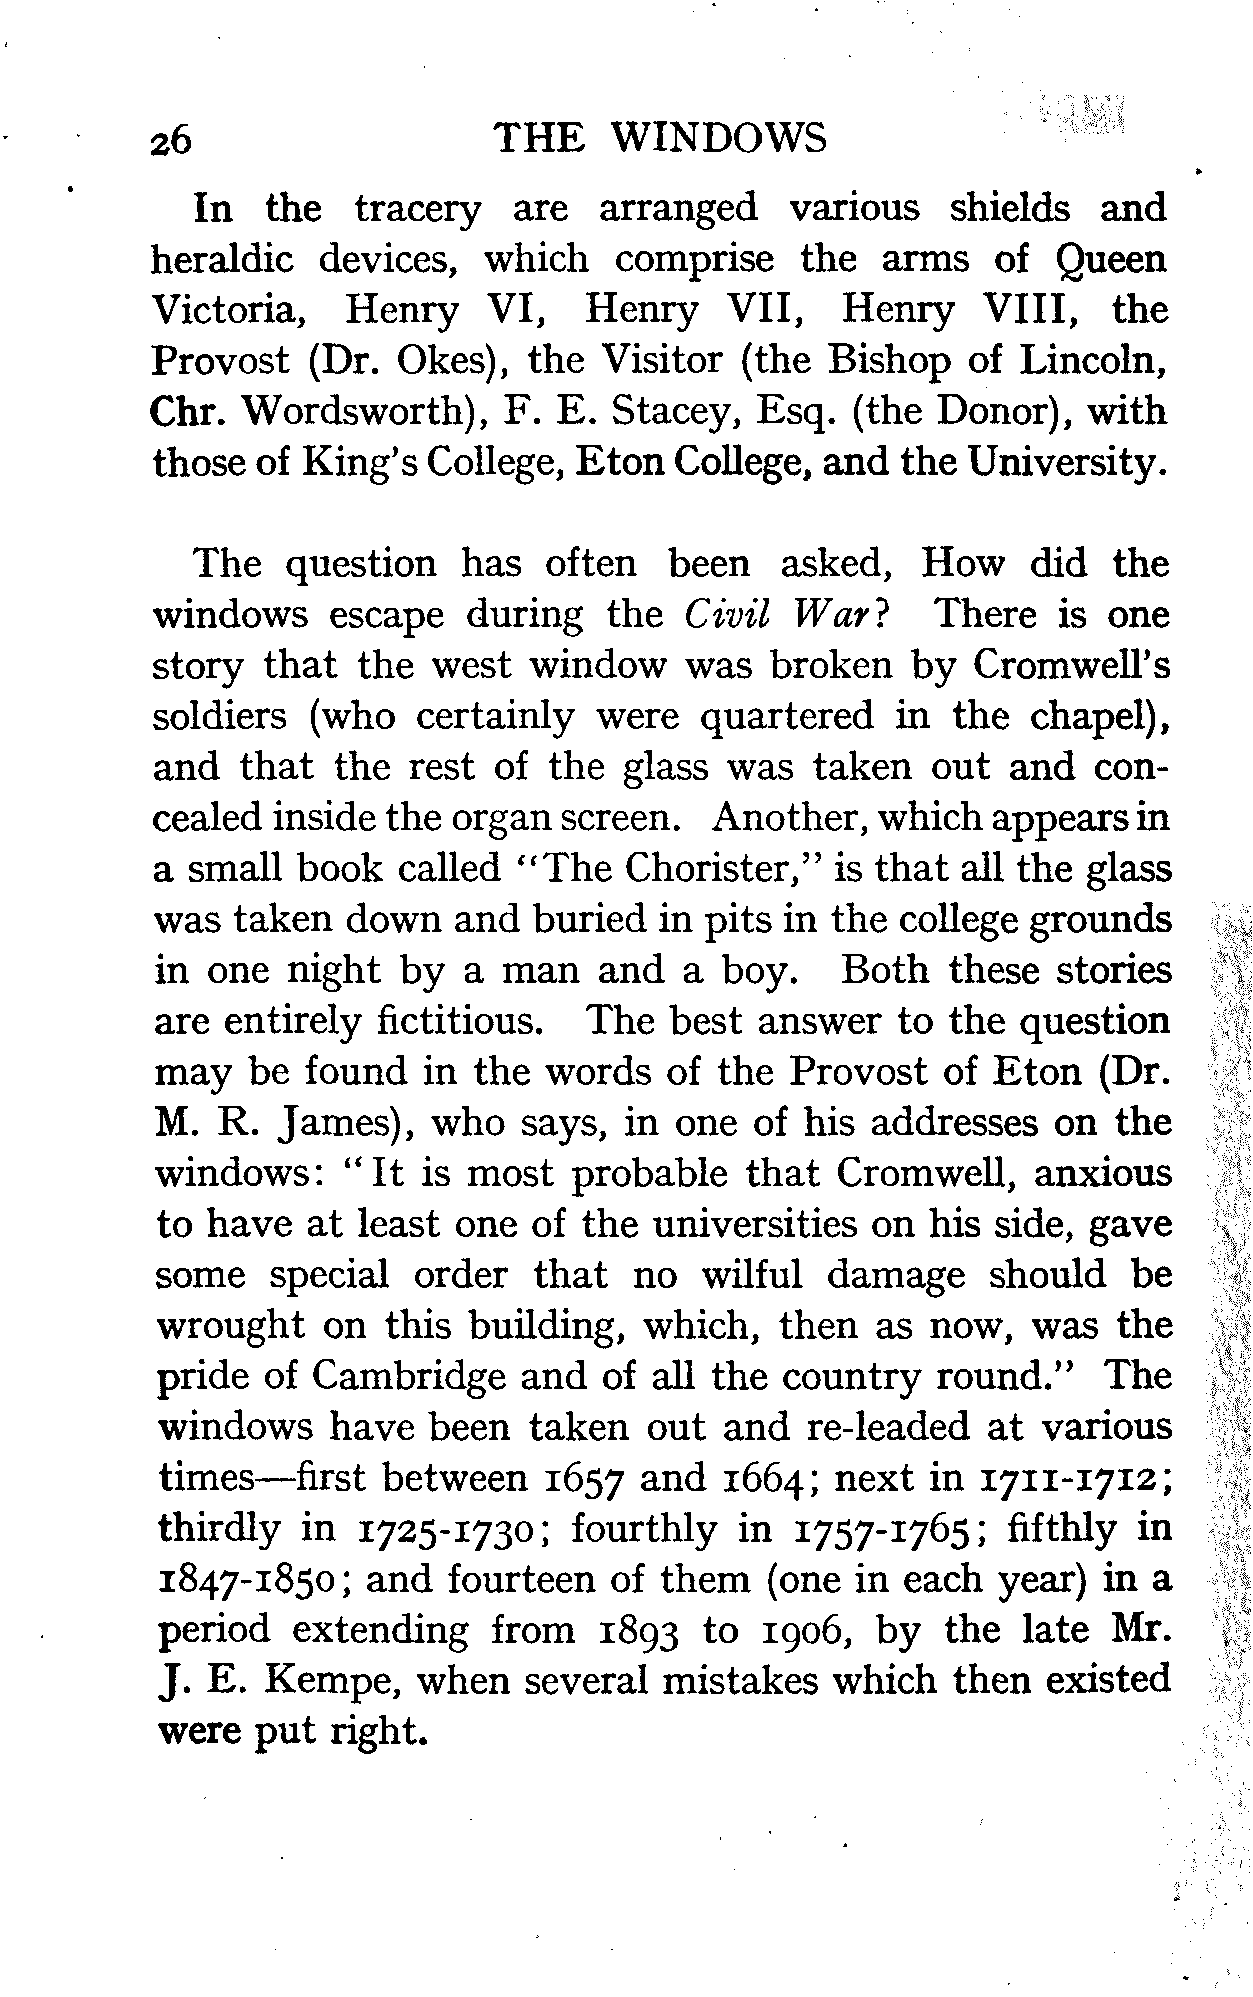 26 THE WINDOWS
In the tracery are arranged various shields and
heraldic devices, which comprise the arms of Queen
Victoria, Henry VI, Henry VII, Henry VIII, the
Provost (Dr. Okes), the Visitor (the Bishop of Lincoln,
Chr. Wordsworth), F. E. Stacey, Esq. (the Donor), with
those of King's College, Eton College, and the University.
The question has often been asked, How did the
windows escape during the Civil War? There is one
story that the west window was broken by Cromwell's
soldiers (who certainly were quartered in the chapel),
and that the rest of the glass was taken out and con-
cealed inside the organ screen. Another, which appears in
a small book called "The Chorister," is that all the glass
was taken down and buried in pits in the college grounds
in one night by a man and a boy. Both these stories
are entirely fictitious. The best answer to the question
may be found in the words of the Provost of Eton (Dr.
M. R. James), who says, in one of his addresses on the
windows: "It is most probable that Cromwell, anxious
to have at least one of the universities on his side, gave
some special order that no wilful damage should be
wrought on this building, which, then as now, was the
pride of Cambridge and of all the country round." The
windows have been taken out and re-leaded at various
times—first between 1657 and 1664; next in 1711-1712;
thirdly in 1725-1730; fourthly in 1757-1765; fifthly in
1847-1850; and fourteen of them (one in each year) in a
period extending from 1893 to 1906, by the late Mr.
J. E. Kempe, when several mistakes which then existed
were put right.